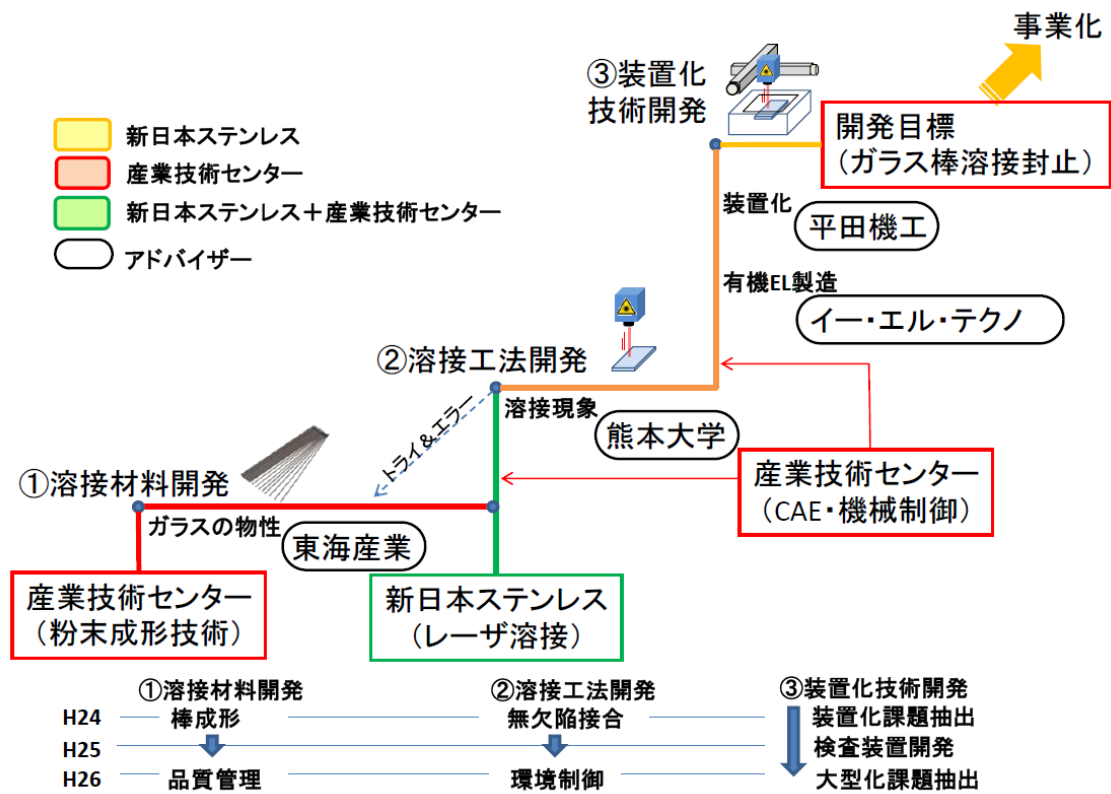 事業化
③装置化
技術開発
開発目標
（ガラス棒溶接封止）
新日本ステンレス
産業技術センター
新日本ステンレス＋産業技術センター
アドバイザー
装置化
平田機工
有機EL製造
イー・エル・テクノ
②溶接工法開発
溶接現象
熊本大学
トライ＆エラー
産業技術センター
（CAE・機械制御）
①溶接材料開発
ガラスの物性
東海産業
産業技術センター
（粉末成形技術）
新日本ステンレス
（レーザ溶接）
①溶接材料開発 ②溶接工法開発 ③装置化技術開発
H24 棒成形 無欠陥接合 装置化課題抽出
H25 検査装置開発
H26 品質管理 環境制御 大型化課題抽出